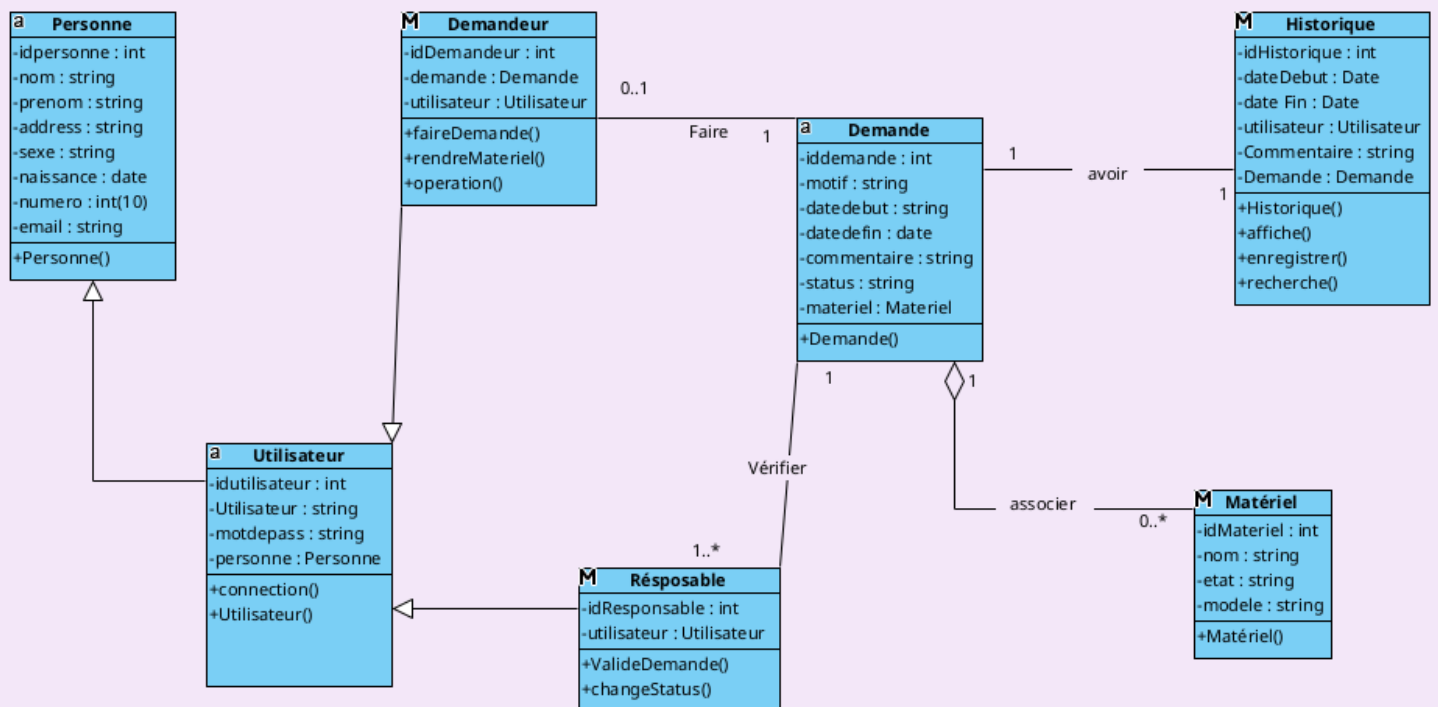 a Personne
-idpersonne : int
-nom : string
-prenom : string
-address : string
-sexe : string
-naissance : date
-numero : int(10)
-email : string
+Personne()
M Demandeur
-idDemandeur : int
-demande : Demande
-utilisateur : Utilisateur
+faireDemande()
+rendreMateriel()
+operation()
0..1
Faire
1
a Demande
-iddemande : int
-motif : string
-datedebut : string
-datedefin : date
-commentaire : string
-status : string
-materiel : Materiel
+Demande()
1
avoir
1
M Historique
-idHistorique : int
-dateDebut : Date
-date Fin : Date
-utilisateur : Utilisateur
-Commentaire : string
-Demande : Demande
+Historique()
+affiche()
+enregistrer()
+recherche()
1
1
Vérifier
1..*
associer
0..*
a Utilisateur
-idutilisateur : int
-Utilisateur : string
-motdepass : string
-personne : Personne
+connection()
+Utilisateur()
M Résposable
-idResponsable : int
-utilisateur : Utilisateur
+ValideDemande()
+changeStatus()
M Matériel
-idMateriel : int
-nom : string
-etat : string
-modele : string
+Matériel()